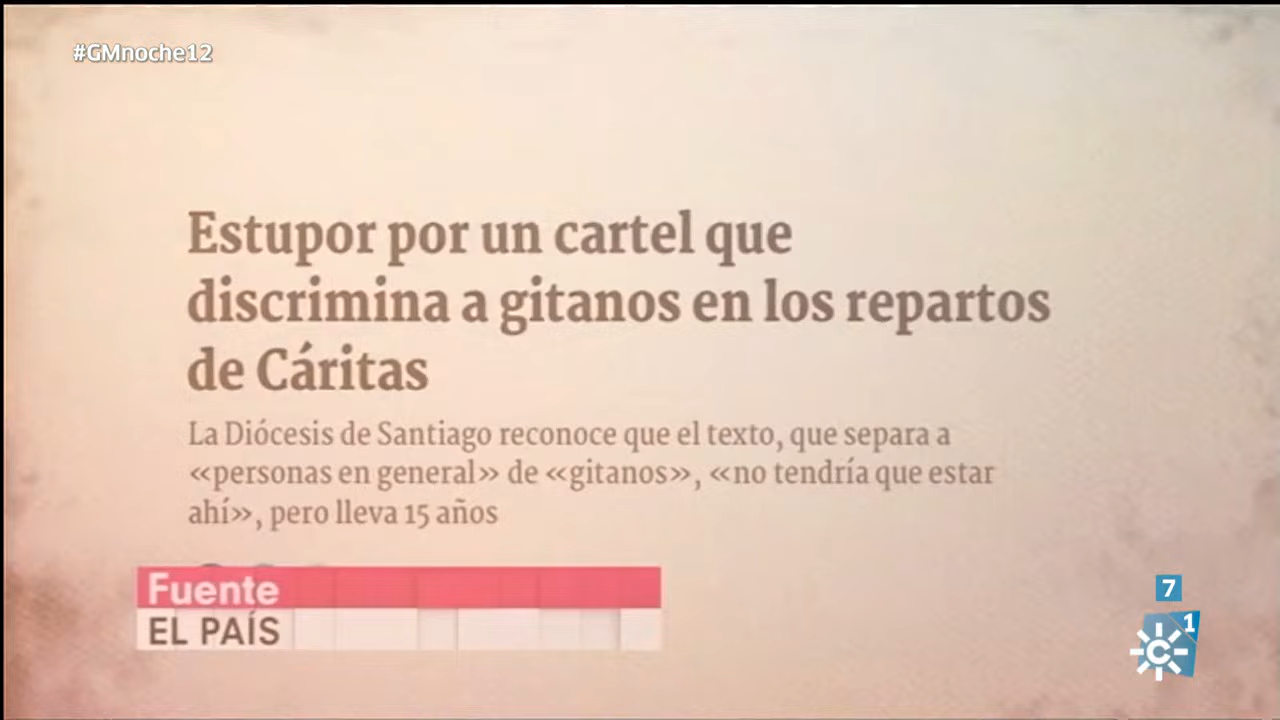 #GMnoche12
Estupor por un cartel que
discrimina a gitanos en los repartos
de Cáritas
La Diócesis de Santiago reconoce que el texto, que separa a
«personas en general» de «gitanos», «no tendría que estar
ahí», pero lleva 15 años
Fuente
EL PAÍS
7
1